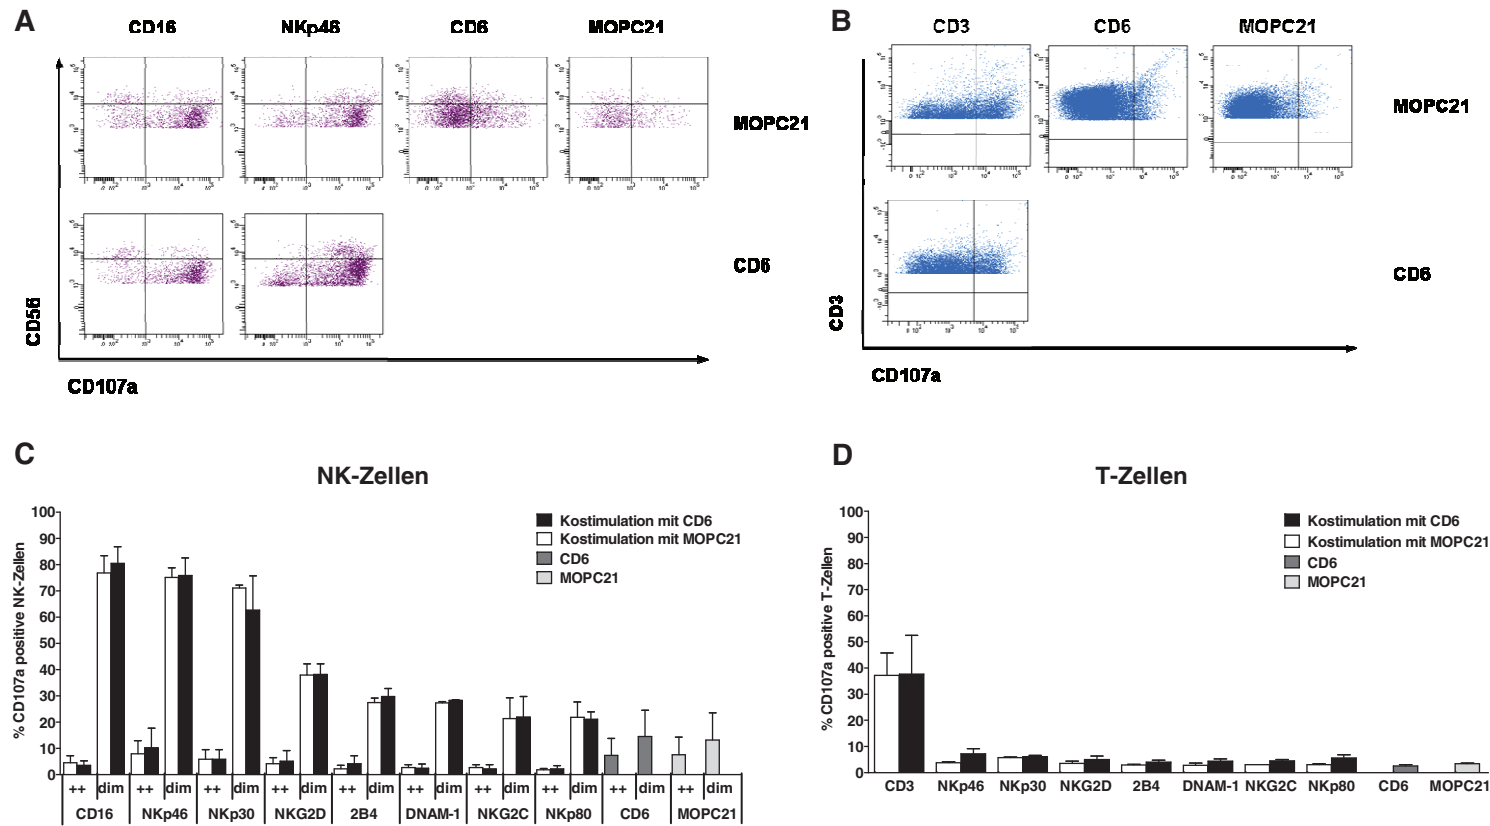 A
CD16 NKp46 CD6 MOPC21
MOPC21
CD6
CD56
CD107a
B
CD3 CD6 MOPC21
MOPC21
CD6
CD3
CD107a
C
NK-Zellen
Kostimulation mit CD6
Kostimulation mit MOPC21
CD6
MOPC21
% CD107a positive NK-Zellen
100
90
80
70
60
50
40
30
20
10
0
++ dim ++ dim ++ dim ++ dim ++ dim ++ dim ++ dim ++ dim ++ dim ++ dim
CD16 NKp46 NKp30 NKG2D 2B4 DNAM-1 NKG2C NKp80 CD6 MOPC21
D
T-Zellen
Kostimulation mit CD6
Kostimulation mit MOPC21
CD6
MOPC21
% CD107a positive T-Zellen
100
90
80
70
60
50
40
30
20
10
0
CD3 NKp46 NKp30 NKG2D 2B4 DNAM-1 NKG2C NKp80 CD6 MOPC21